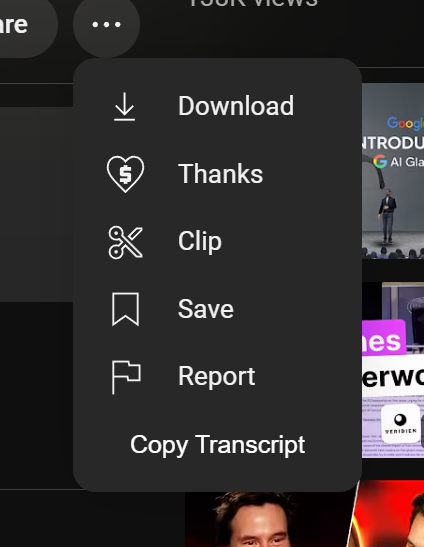 are
...
150K views
Download
Thanks
Clip
Save
Report
Copy Transcript
Google
NTRODU
G AI Gla
nes
erwo
VERIDIEN